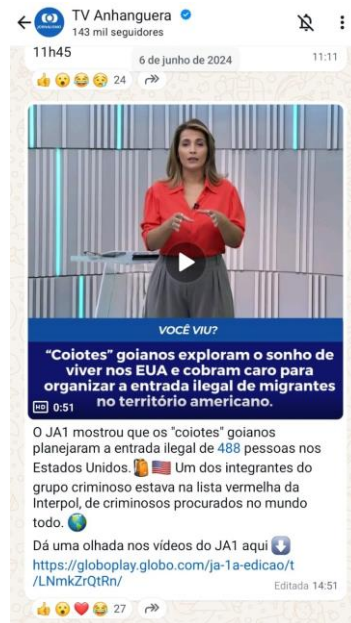 TV Anhanguera
143 mil seguidores
11h45
6 de junho de 2024
11:11
24
VOCÊ VIU?
“Coiotes” goianos exploram o sonho de
viver nos EUA e cobram caro para
organizar a entrada ilegal de migrantes
no território americano.
HD 0:51
O JA1 mostrou que os "coiotes" goianos
planejaram a entrada ilegal de 488 pessoas nos
Estados Unidos. Um dos integrantes do
grupo criminoso estava na lista vermelha da
Interpol, de criminosos procurados no mundo
todo.
Dá uma olhada nos vídeos do JA1 aqui
https://globoplay.globo.com/ja-1a-edicao/t
/LNmkZrQtRn/
Editada 14:51
27